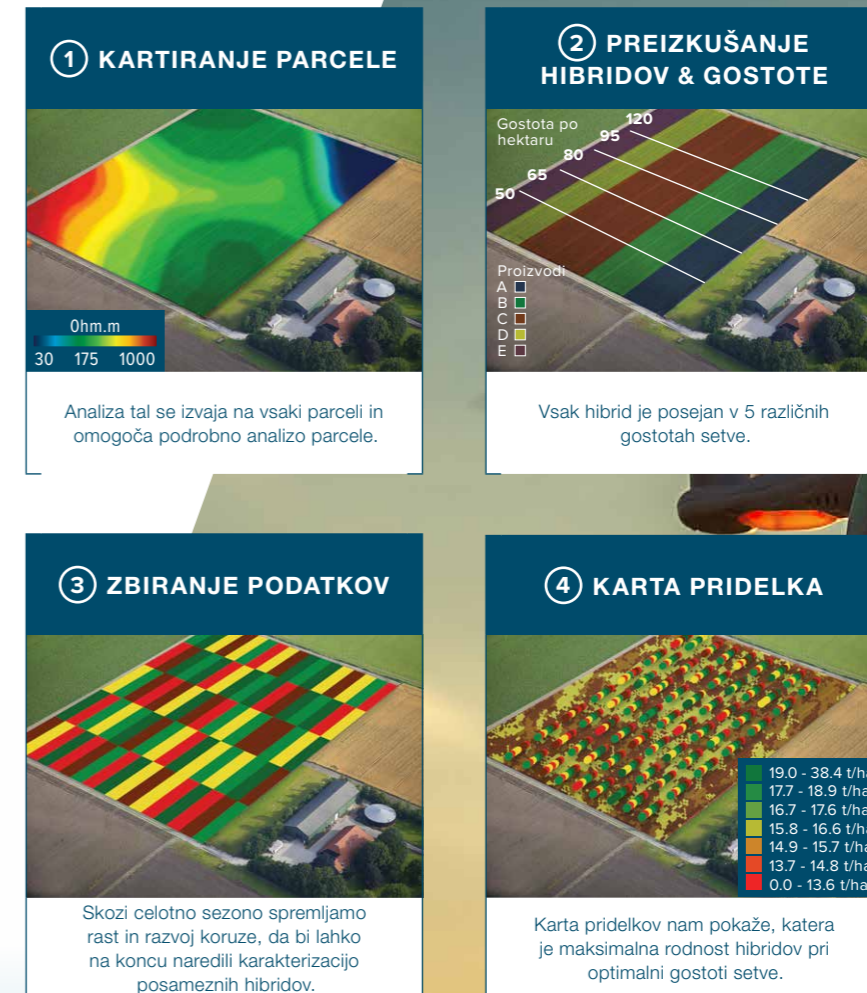 1 KARTIRANJE PARCELE
Ohm.m
30 175 1000
Analiza tal se izvaja na vsaki parceli in
omogoča podrobno analizo parcele.
2 PREIZKUŠANJE
HIBRIDOV & GOSTOTE
Gostota po
hektaru
120
95
80
65
50
Proizvodi
A
B
C
D
E
Vsak hibrid je posejan v 5 različnih
gostotah setve.
3 ZBIRANJE PODATKOV
Skozi celotno sezono spremljamo
rast in razvoj koruze, da bi lahko
na koncu naredili karakterizacijo
posameznih hibridov.
4 KARTA PRIDELKA
19.0 - 38.4 t/ha
17.7 - 18.9 t/ha
16.7 - 17.6 t/ha
15.8 - 16.6 t/ha
14.9 - 15.7 t/ha
13.7 - 14.8 t/ha
0.0 - 13.6 t/ha
Karta pridelkov nam pokaže, katera
je maksimalna rodnost hibridov pri
optimalni gostoti setve.